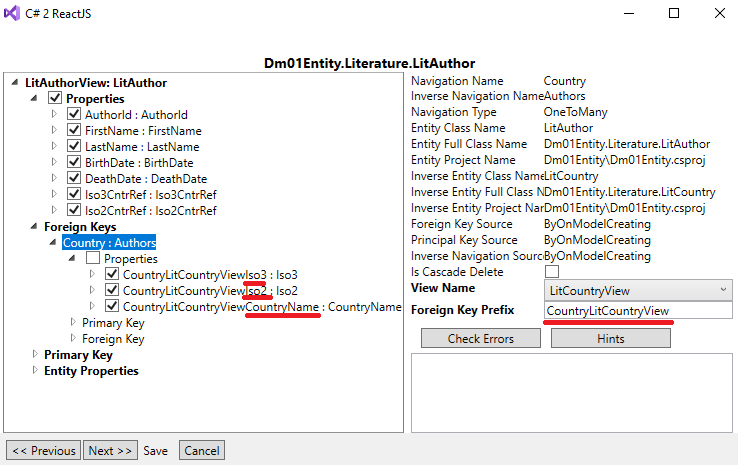 C# 2 ReactJS
Dm01Entity.Literature.LitAuthor
LitAuthorView: LitAuthor
Properties
AuthorId : AuthorId
FirstName : FirstName
LastName : LastName
BirthDate : BirthDate
DeathDate : DeathDate
Iso3CntrRef : Iso3CntrRef
Iso2CntrRef : Iso2CntrRef
Foreign Keys
Country : Authors
Properties
CountryLitCountryViewIso3 : Iso3
CountryLitCountryViewIso2 : Iso2
CountryLitCountryViewCountryName : CountryName
Primary Key
Foreign Key
Primary Key
Entity Properties
Navigation Name Country
Inverse Navigation Name Authors
Navigation Type OneToMany
Entity Class Name LitAuthor
Entity Full Class Name Dm01Entity.Literature.LitAuthor
Entity Project Name Dm01Entity\Dm01Entity.csproj
Inverse Entity Class Name LitCountry
Inverse Entity Full Class N Dm01Entity.Literature.LitCountry
Inverse Entity Project Nar Dm01Entity\Dm01Entity.csproj
Foreign Key Source ByOnModelCreating
Principal Key Source ByOnModelCreating
Inverse Navigation Sourc ByOnModelCreating
Is Cascade Delete
View Name LitCountryView
Foreign Key Prefix CountryLitCountryView
Check Errors Hints
<< Previous Next >> Save Cancel